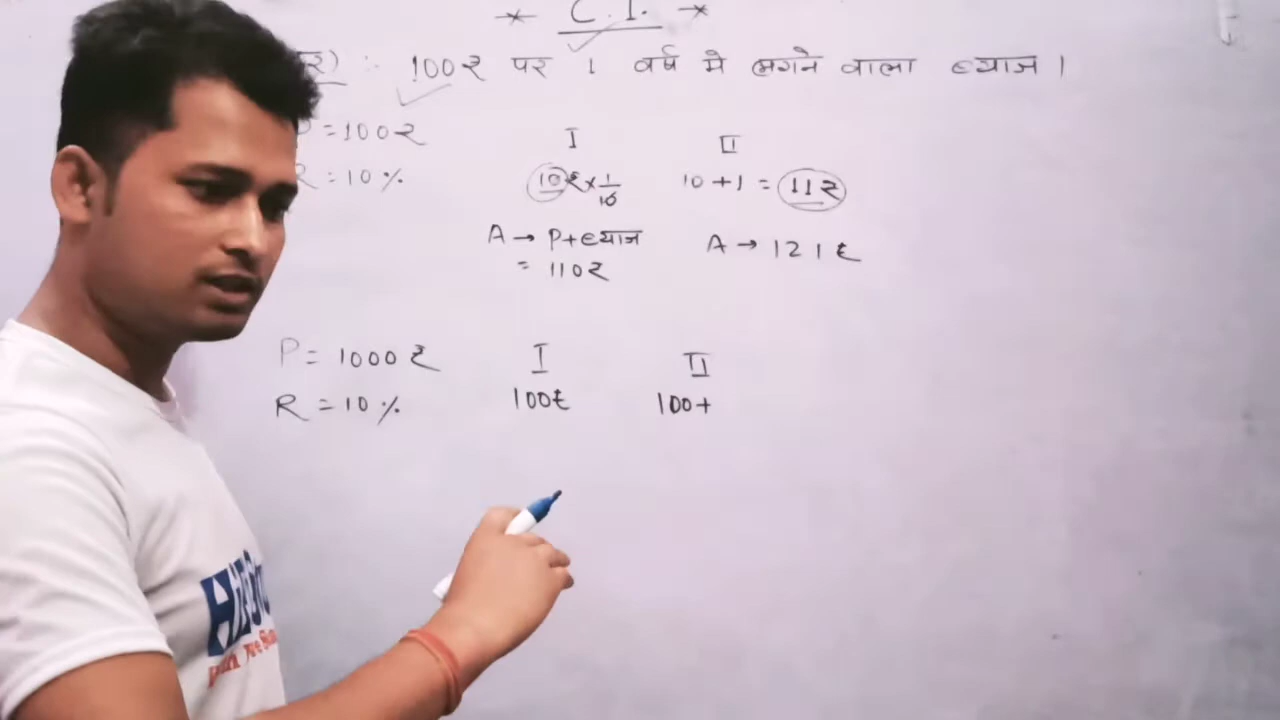 C.I.
100₹ पर 1 वर्ष मे लगने वाला ब्याज ।
P = 100₹
R = 10%
I II
10₹ × 1/10 10 + 1 = 11₹
A → P + ब्याज A → 121₹
= 110₹
P = 1000₹ I II
R = 10% 100₹ 100+